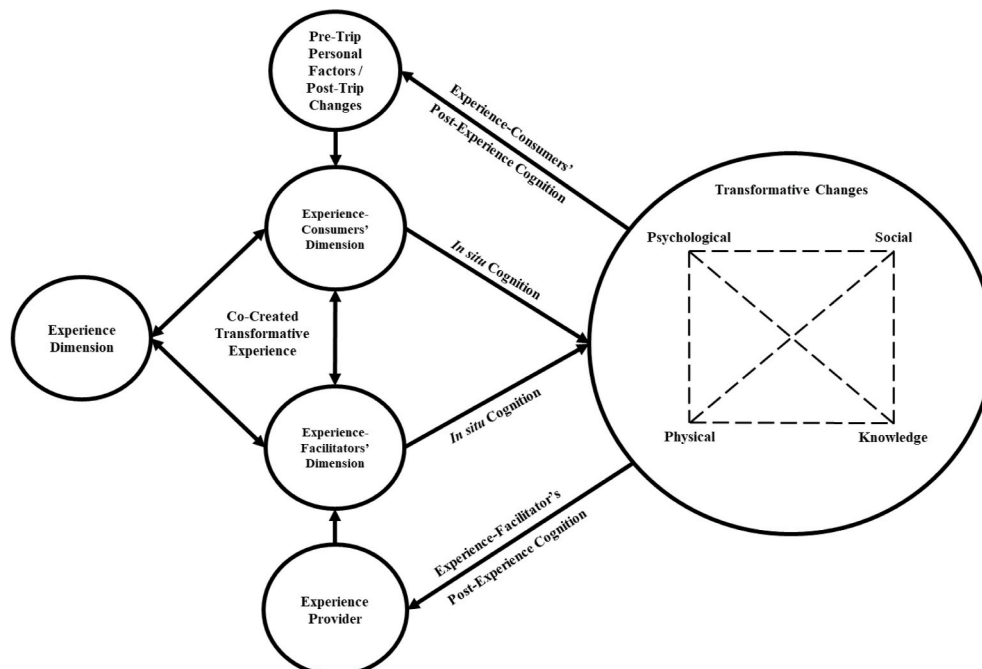 Pre-Trip
Personal
Factors /
Post-Trip
Changes
Experience-Consumers’
Post-Experience Cognition
Transformative Changes
Psychological
Social
Experience-
Consumers’
Dimension
In situ Cognition
Experience
Dimension
Co-Created
Transformative
Experience
Experience-
Facilitators’
Dimension
In situ Cognition
Physical
Knowledge
Experience-Facilitator’s
Post-Experience Cognition
Experience
Provider